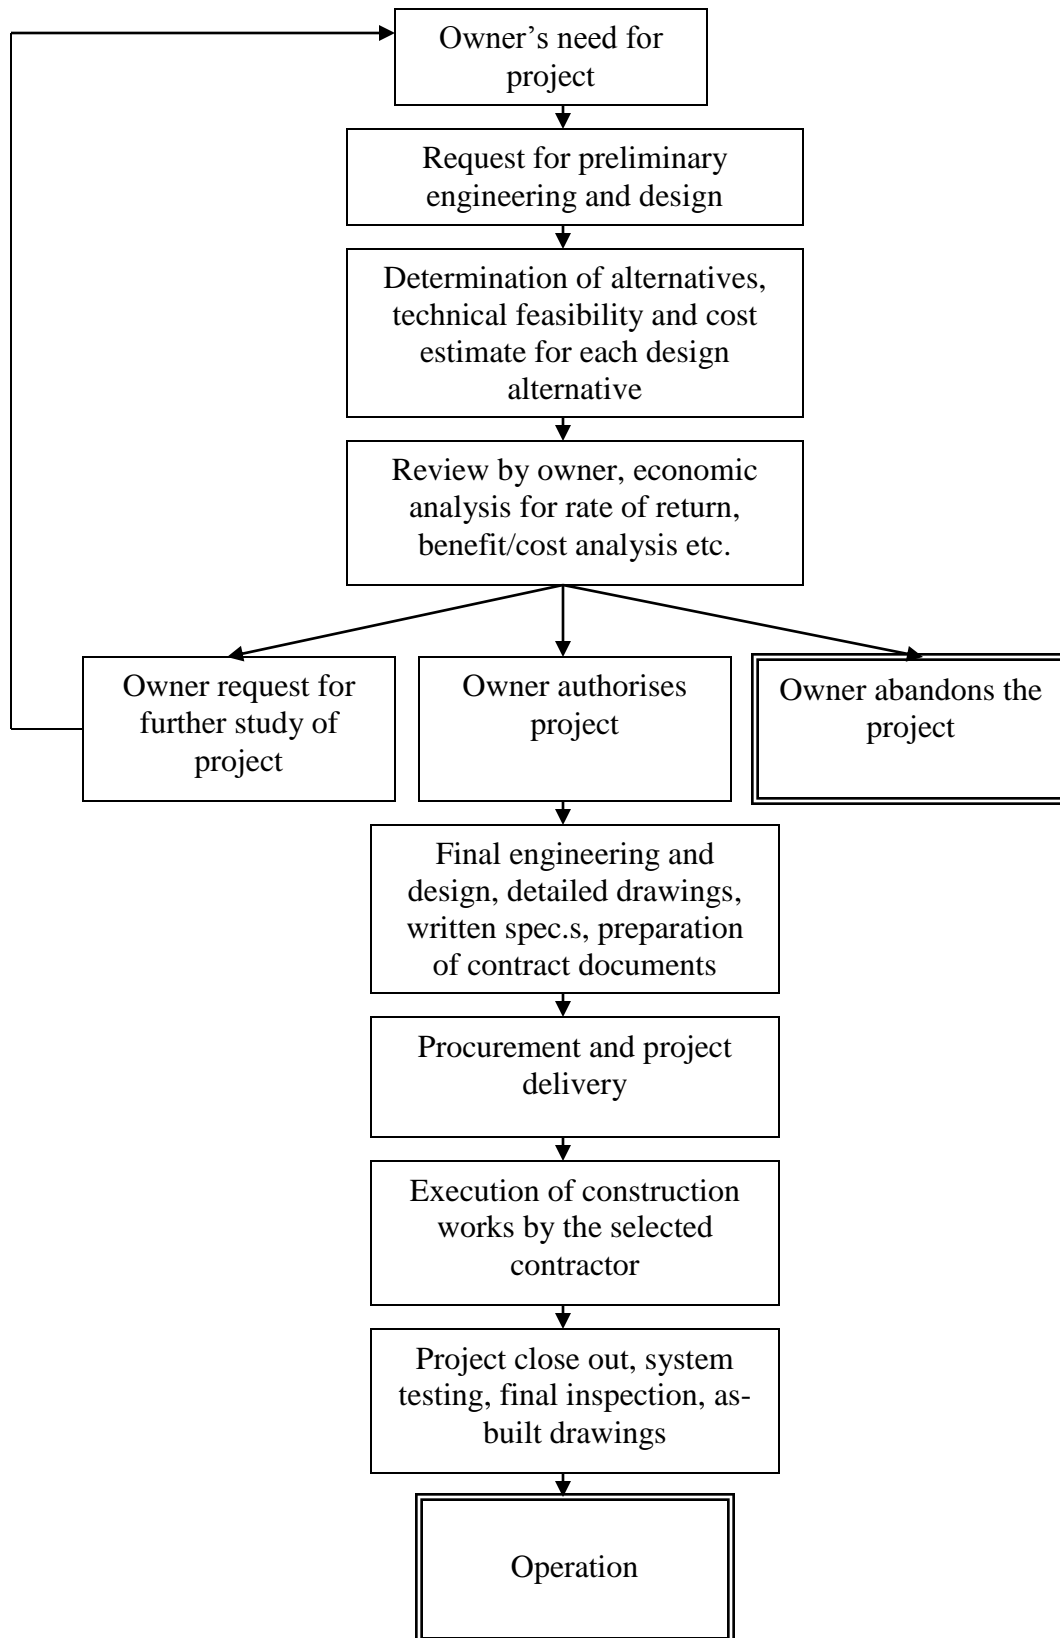 Owner’s need for
project
Request for preliminary
engineering and design
Determination of alternatives,
technical feasibility and cost
estimate for each design
alternative
Review by owner, economic
analysis for rate of return,
benefit/cost analysis etc.
Owner request for
further study of
project
Owner authorises
project
Owner abandons the
project
Final engineering and
design, detailed drawings,
written spec.s, preparation
of contract documents
Procurement and project
delivery
Execution of construction
works by the selected
contractor
Project close out, system
testing, final inspection, as-
built drawings
Operation